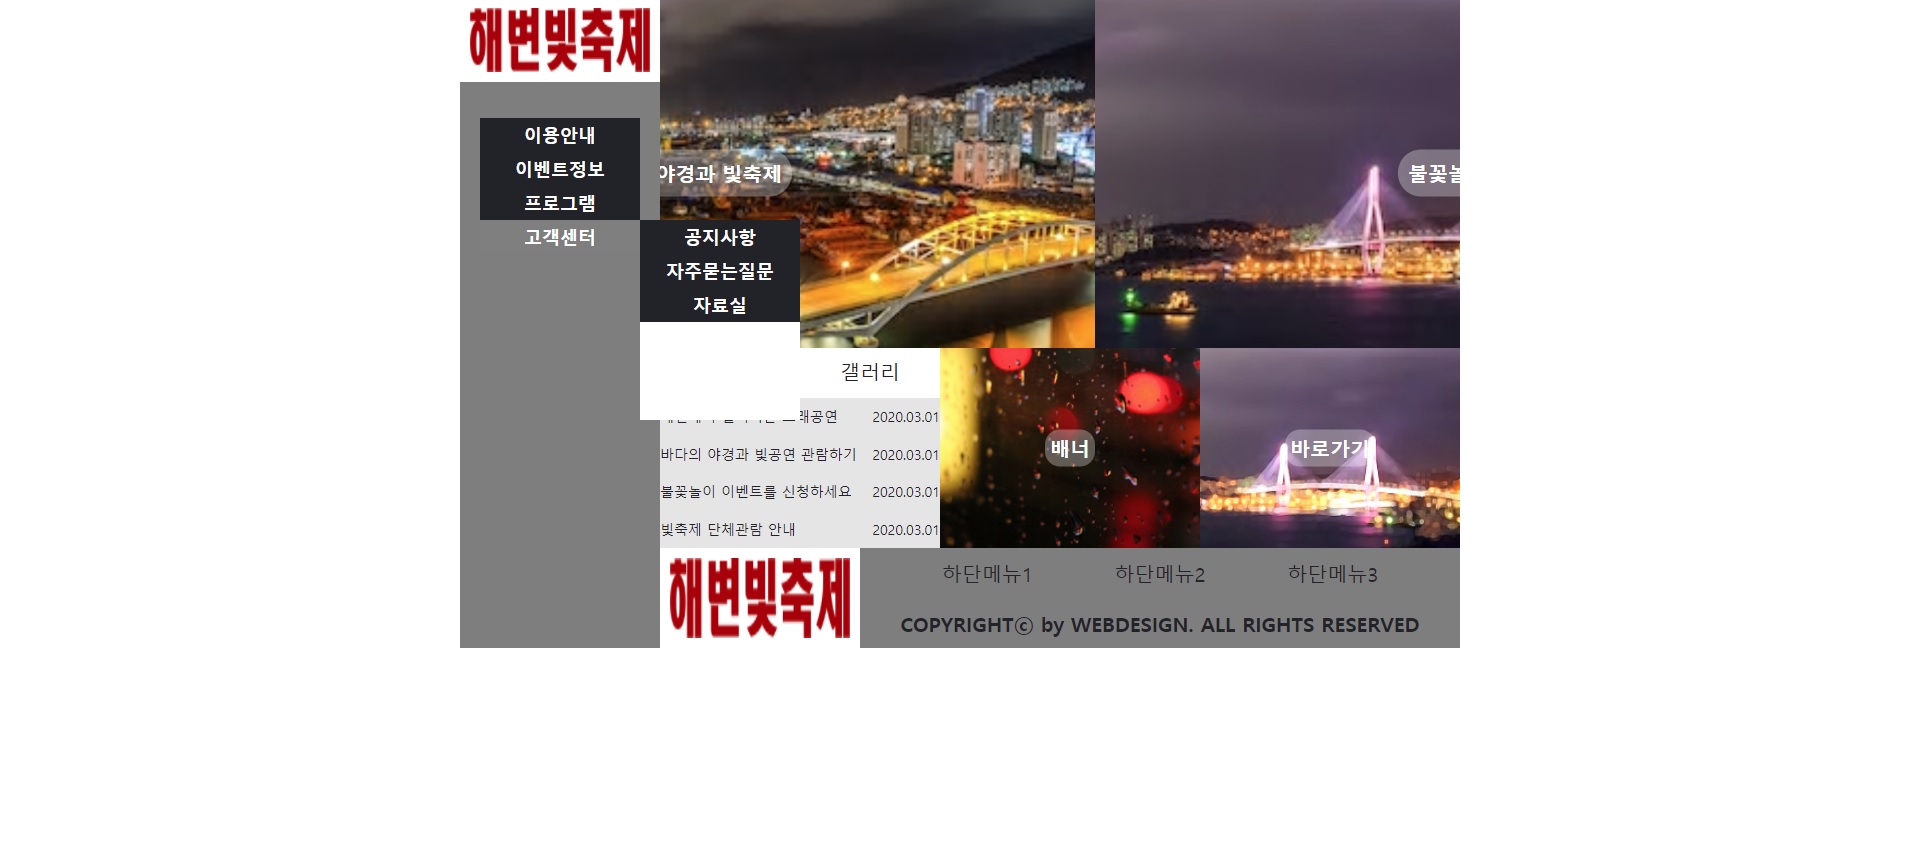 해변빛축제
이용안내
이벤트정보
프로그램
고객센터
공지사항
자주묻는질문
자료실
야경과 빛축제
불꽃놀
갤러리
래공연 2020.03.01
바다의 야경과 빛공연 관람하기 2020.03.01
불꽃놀이 이벤트를 신청하세요 2020.03.01
빛축제 단체관람 안내 2020.03.01
배너
바로가기
해변빛축제
하단메뉴1 하단메뉴2 하단메뉴3
COPYRIGHTⓒ by WEBDESIGN. ALL RIGHTS RESERVED